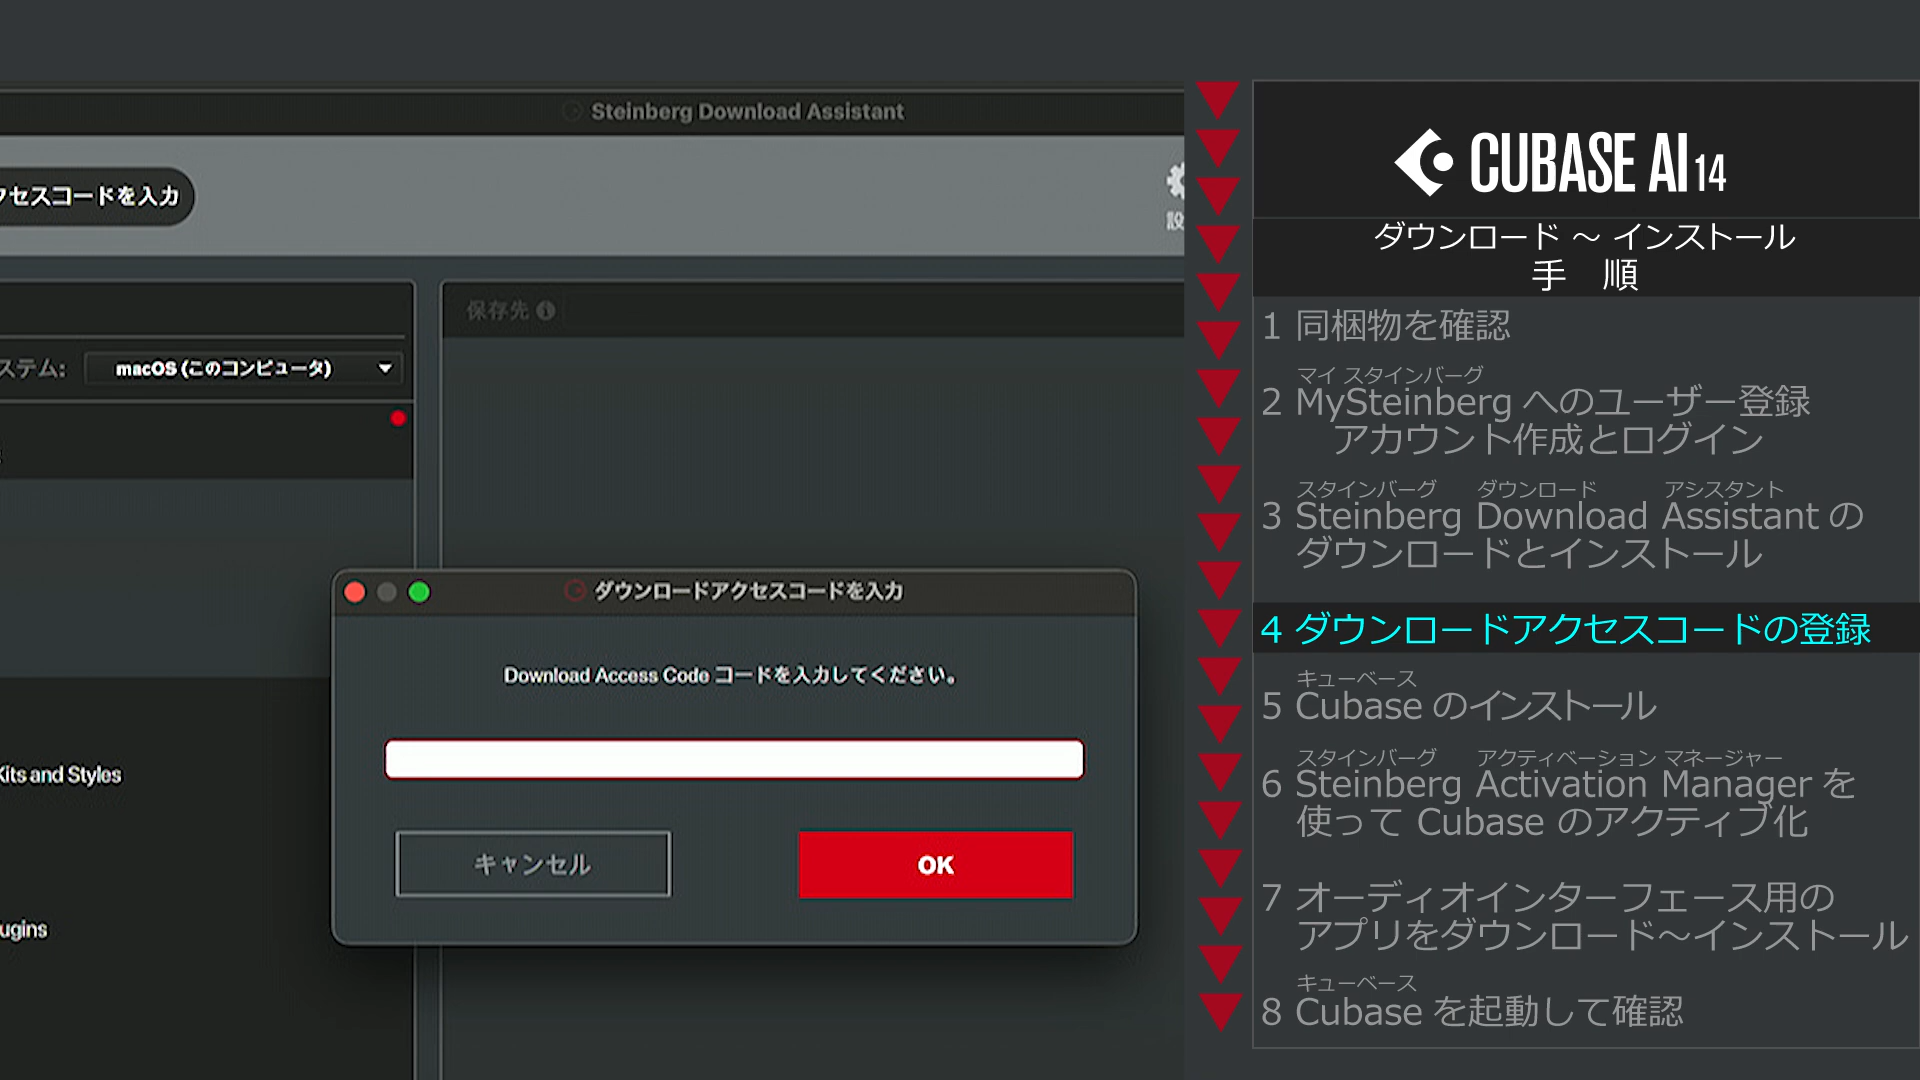 Steinberg Download Assistant
クセスコードを入力
設
保存先
ステム:
macOS (このコンピュータ)
ダウンロードアクセスコードを入力
Download Access Code コードを入力してください。
キャンセル
OK
Kits and Styles
ugins
CUBASE AI 14
ダウンロード ～ インストール
手 順
1 同梱物を確認
マイ スタインバーグ
2 MySteinberg へのユーザー登録
アカウント作成とログイン
スタインバーグ ダウンロード アシスタント
3 Steinberg Download Assistant の
ダウンロードとインストール
4 ダウンロードアクセスコードの登録
キューベース
5 Cubase のインストール
スタインバーグ アクティベーション マネージャー
6 Steinberg Activation Manager を
使って Cubase のアクティブ化
7 オーディオインターフェース用の
アプリをダウンロード～インストール
キューベース
8 Cubase を起動して確認